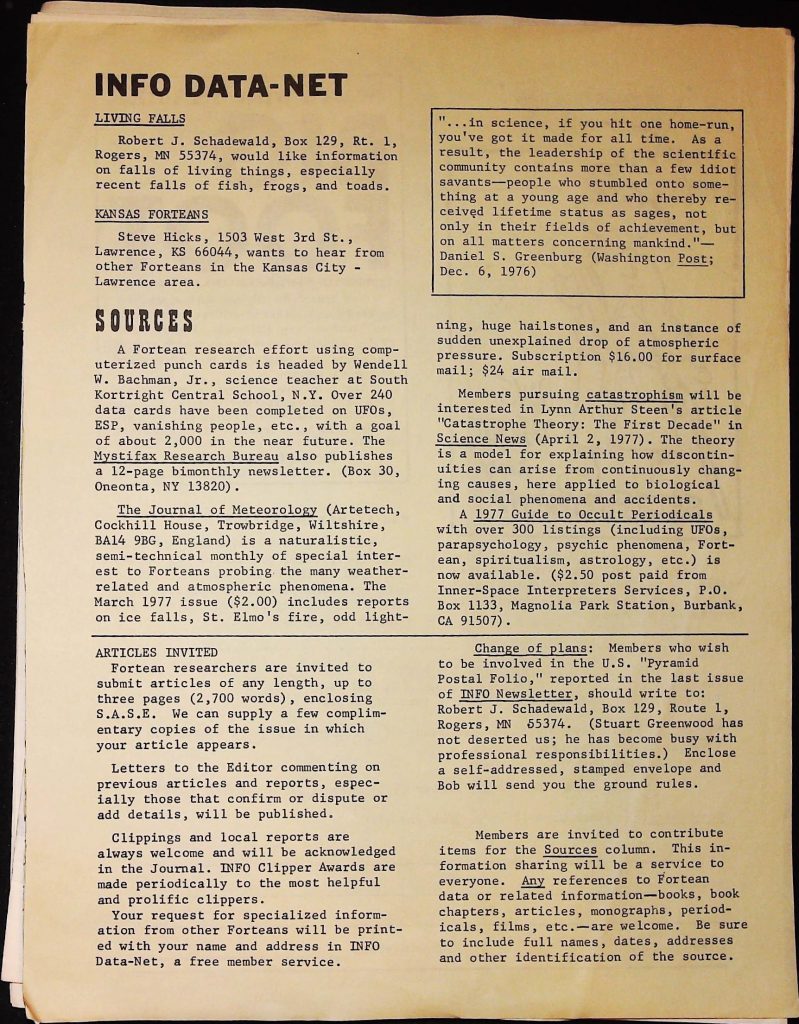 INFO DATA-NET
LIVING FALLS
Robert J. Schadewald, Box 129, Rt. 1,
Rogers, MN 55374, would like information
on falls of living things, especially
recent falls of fish, frogs, and toads.
KANSAS FORTEANS
Steve Hicks, 1503 West 3rd St.,
Lawrence, KS 66044, wants to hear from
other Forteans in the Kansas City -
Lawrence area.
"...in science, if you hit one home-run,
you've got it made for all time. As a
result, the leadership of the scientific
community contains more than a few idiot
savants—people who stumbled onto some-
thing at a young age and who thereby re-
ceived lifetime status as sages, not
only in their fields of achievement, but
on all matters concerning mankind."—
Daniel S. Greenburg (Washington Post;
Dec. 6, 1976)
SOURCES
A Fortean research effort using comp-
uterized punch cards is headed by Wendell
W. Bachman, Jr., science teacher at South
Kortright Central School, N.Y. Over 240
data cards have been completed on UFOs,
ESP, vanishing people, etc., with a goal
of about 2,000 in the near future. The
Mystifax Research Bureau also publishes
a 12-page bimonthly newsletter. (Box 30,
Oneonta, NY 13820).
The Journal of Meteorology (Artetech,
Cockhill House, Trowbridge, Wiltshire,
BA14 9BG, England) is a naturalistic,
semi-technical monthly of special inter-
est to Forteans probing the many weather-
related and atmospheric phenomena. The
March 1977 issue ($2.00) includes reports
on ice falls, St. Elmo's fire, odd light-
ning, huge hailstones, and an instance of
sudden unexplained drop of atmospheric
pressure. Subscription $16.00 for surface
mail; $24 air mail.
Members pursuing catastrophism will be
interested in Lynn Arthur Steen's article
"Catastrophe Theory: The First Decade" in
Science News (April 2, 1977). The theory
is a model for explaining how discontin-
uities can arise from continuously chang-
ing causes, here applied to biological
and social phenomena and accidents.
A 1977 Guide to Occult Periodicals
with over 300 listings (including UFOs,
parapsychology, psychic phenomena, Fort-
ean, spiritualism, astrology, etc.) is
now available. ($2.50 post paid from
Inner-Space Interpreters Services, P.O.
Box 1133, Magnolia Park Station, Burbank,
CA 91507).
ARTICLES INVITED
Fortean researchers are invited to
submit articles of any length, up to
three pages (2,700 words), enclosing
S.A.S.E. We can supply a few complim-
entary copies of the issue in which
your article appears.
Letters to the Editor commenting on
previous articles and reports, espec-
ially those that confirm or dispute or
add details, will be published.
Clippings and local reports are
always welcome and will be acknowledged
in the Journal. INFO Clipper Awards are
made periodically to the most helpful
and prolific clippers.
Your request for specialized inform-
ation from other Forteans will be print-
ed with your name and address in INFO
Data-Net, a free member service.
Change of plans: Members who wish
to be involved in the U.S. "Pyramid
Postal Folio," reported in the last issue
of INFO Newsletter, should write to:
Robert J. Schadewald, Box 129, Route 1,
Rogers, MN 55374. (Stuart Greenwood has
not deserted us; he has become busy with
professional responsibilities.) Enclose
a self-addressed, stamped envelope and
Bob will send you the ground rules.
Members are invited to contribute
items for the Sources column. This in-
formation sharing will be a service to
everyone. Any references to Fortean
data or related information—books, book
chapters, articles, monographs, period-
icals, films, etc.—are welcome. Be sure
to include full names, dates, addresses
and other identification of the source.